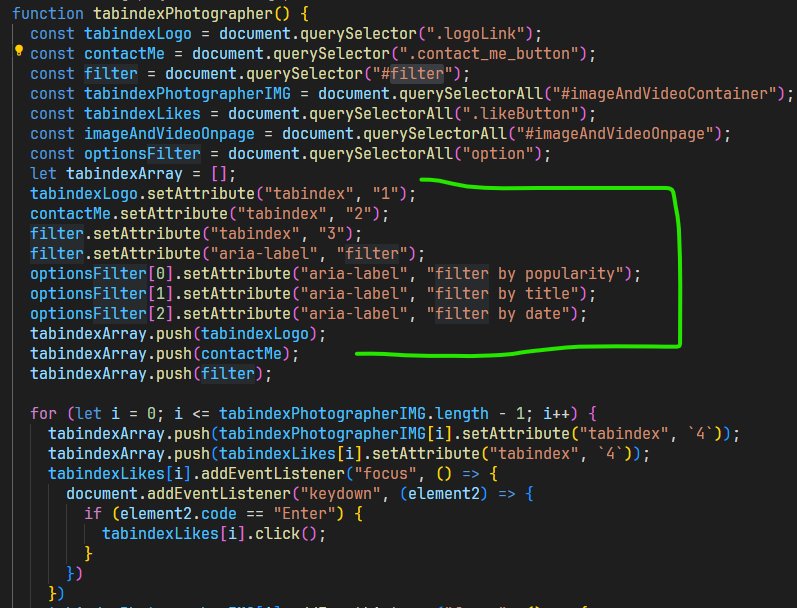 function tabindexPhotographer() {
const tabindexLogo = document.querySelector(".logoLink");
const contactMe = document.querySelector(".contact_me_button");
const filter = document.querySelector("#filter");
const tabindexPhotographerIMG = document.querySelectorAll("#imageAndVideoContainer");
const tabindexLikes = document.querySelectorAll(".likeButton");
const imageAndVideoOnpage = document.querySelectorAll("#imageAndVideoOnpage");
const optionsFilter = document.querySelectorAll("option");
let tabindexArray = [];
tabindexLogo.setAttribute("tabindex", "1");
contactMe.setAttribute("tabindex", "2");
filter.setAttribute("tabindex", "3");
filter.setAttribute("aria-label", "filter");
optionsFilter[0].setAttribute("aria-label", "filter by popularity");
optionsFilter[1].setAttribute("aria-label", "filter by title");
optionsFilter[2].setAttribute("aria-label", "filter by date");
tabindexArray.push(tabindexLogo);
tabindexArray.push(contactMe);
tabindexArray.push(filter);
for (let i = 0; i <= tabindexPhotographerIMG.length - 1; i++) {
tabindexArray.push(tabindexPhotographerIMG[i].setAttribute("tabindex", `4`));
tabindexArray.push(tabindexLikes[i].setAttribute("tabindex", `4`));
tabindexLikes[i].addEventListener("focus", () => {
document.addEventListener("keydown", (element2) => {
if (element2.code == "Enter") {
tabindexLikes[i].click();
}
})
})